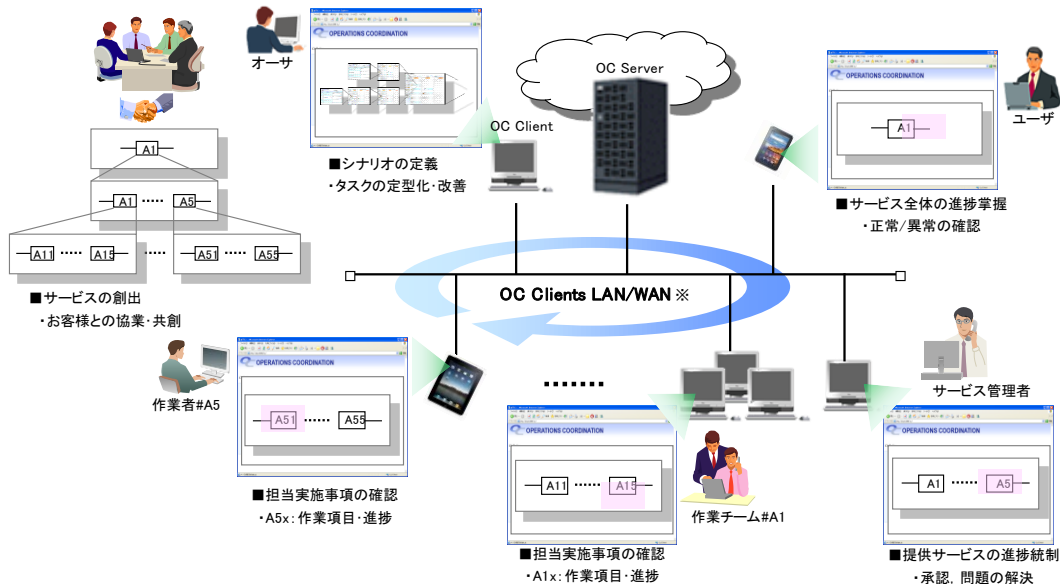 オーサ
OPERATIONS COORDINATION
■シナリオの定義
・タスクの定型化・改善
OC Client
OC Server
OPERATIONS COORDINATION
A1
ユーザ
■サービス全体の進捗掌握
・正常/異常の確認
A1
A1 ····· A5
A11 ····· A15 ····· A51 ····· A55
■サービスの創出
・お客様との協業・共創
OC Clients LAN/WAN ※
作業者#A5
OPERATIONS COORDINATION
A51 ······ A55
■担当実施事項の確認
・A5x：作業項目・進捗
·······
OPERATIONS COORDINATION
A11 ······ A15
作業チーム#A1
■担当実施事項の確認
・A1x：作業項目・進捗
サービス管理者
OPERATIONS COORDINATION
A1 ······ A5
■提供サービスの進捗統制
・承認，問題の解決